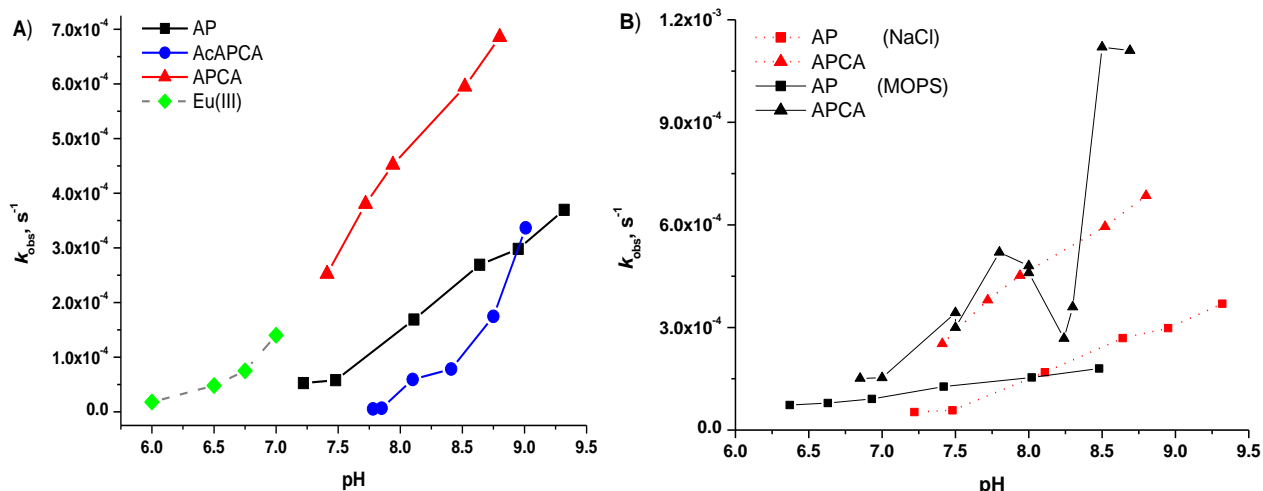 A)
AP
AcAPCA
APCA
Eu(III)
7.0x10⁻⁴
6.0x10⁻⁴
5.0x10⁻⁴
4.0x10⁻⁴
3.0x10⁻⁴
2.0x10⁻⁴
1.0x10⁻⁴
0.0
kobs, s⁻¹
6.0 6.5 7.0 7.5 8.0 8.5 9.0 9.5
pH
B)
AP (NaCl)
APCA
AP (MOPS)
APCA
1.2x10⁻³
9.0x10⁻⁴
6.0x10⁻⁴
3.0x10⁻⁴
0.0
kobs, s⁻¹
6.0 6.5 7.0 7.5 8.0 8.5 9.0 9.5
pH